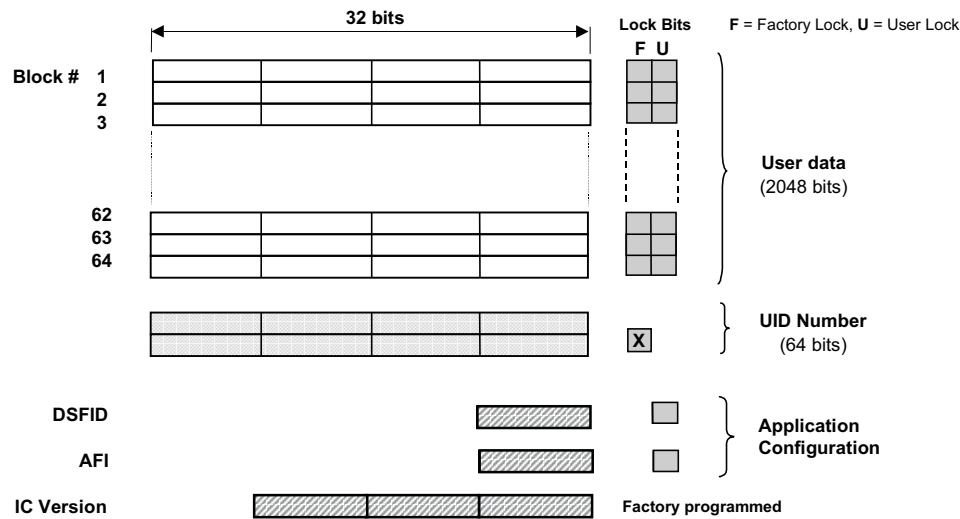 32 bits
Lock Bits
F = Factory Lock, U = User Lock
F U
Block # 1
2
3
User data
(2048 bits)
62
63
64
UID Number
(64 bits)
X
DSFID
Application
Configuration
AFI
IC Version
Factory programmed